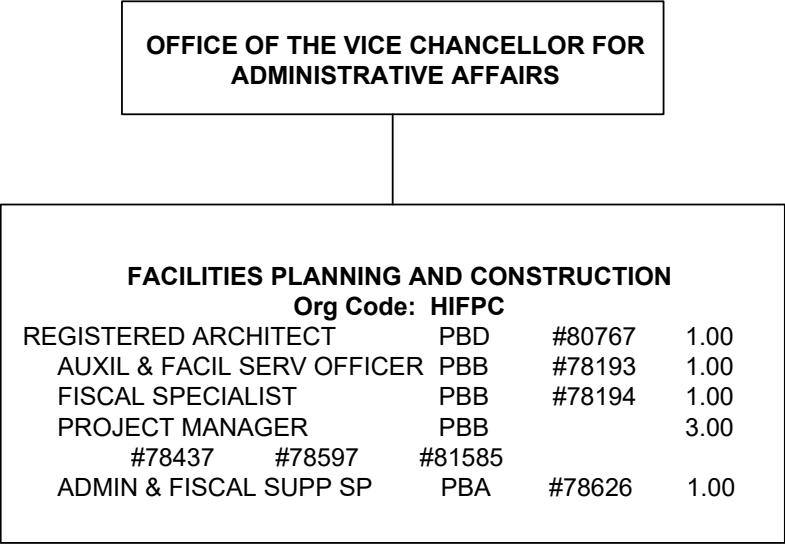 OFFICE OF THE VICE CHANCELLOR FOR
ADMINISTRATIVE AFFAIRS
FACILITIES PLANNING AND CONSTRUCTION
Org Code: HIFPC
REGISTERED ARCHITECT PBD #80767 1.00
AUXIL & FACIL SERV OFFICER PBB #78193 1.00
FISCAL SPECIALIST PBB #78194 1.00
PROJECT MANAGER PBB 3.00
#78437 #78597 #81585
ADMIN & FISCAL SUPP SP PBA #78626 1.00